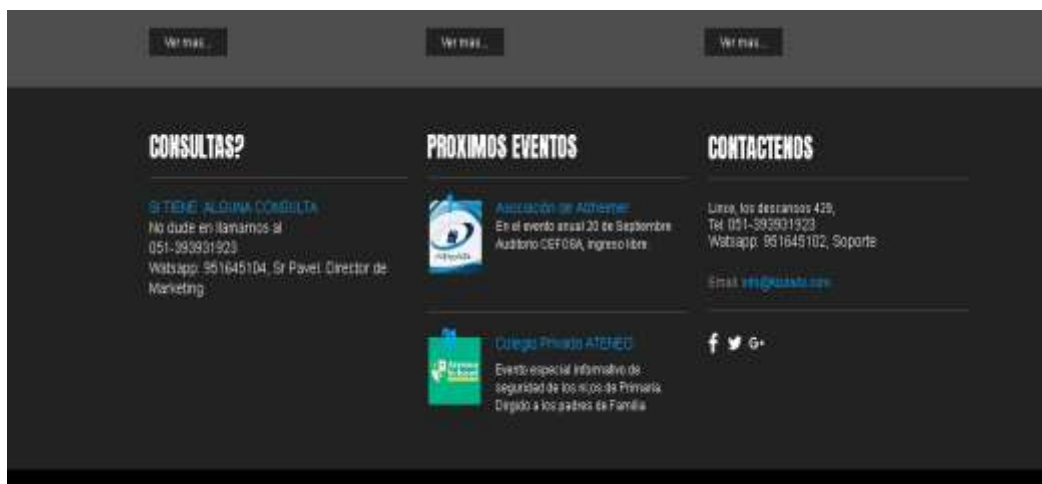 Ver mas...
Ver mas...
Ver mas...
CONSULTAS?
SI TIENE ALGUNA CONSULTA
No dude en llamarnos al
051-393931923
Watsapp: 951645104, Sr Pavel. Director de
Marketing
PROXIMOS EVENTOS
Asociación de Alzheimer
En el evento anual 20 de Septiembre
Auditorio CEFOSA, ingreso libre
Colegio Privado ATENEO
Evento especial informativo de
seguridad de los niños de Primaria.
Dirigido a los padres de Familia
CONTACTENOS
Lince, los descansos 429,
Tel: 051-393931923
Watsapp: 951645102, Soporte
Email: